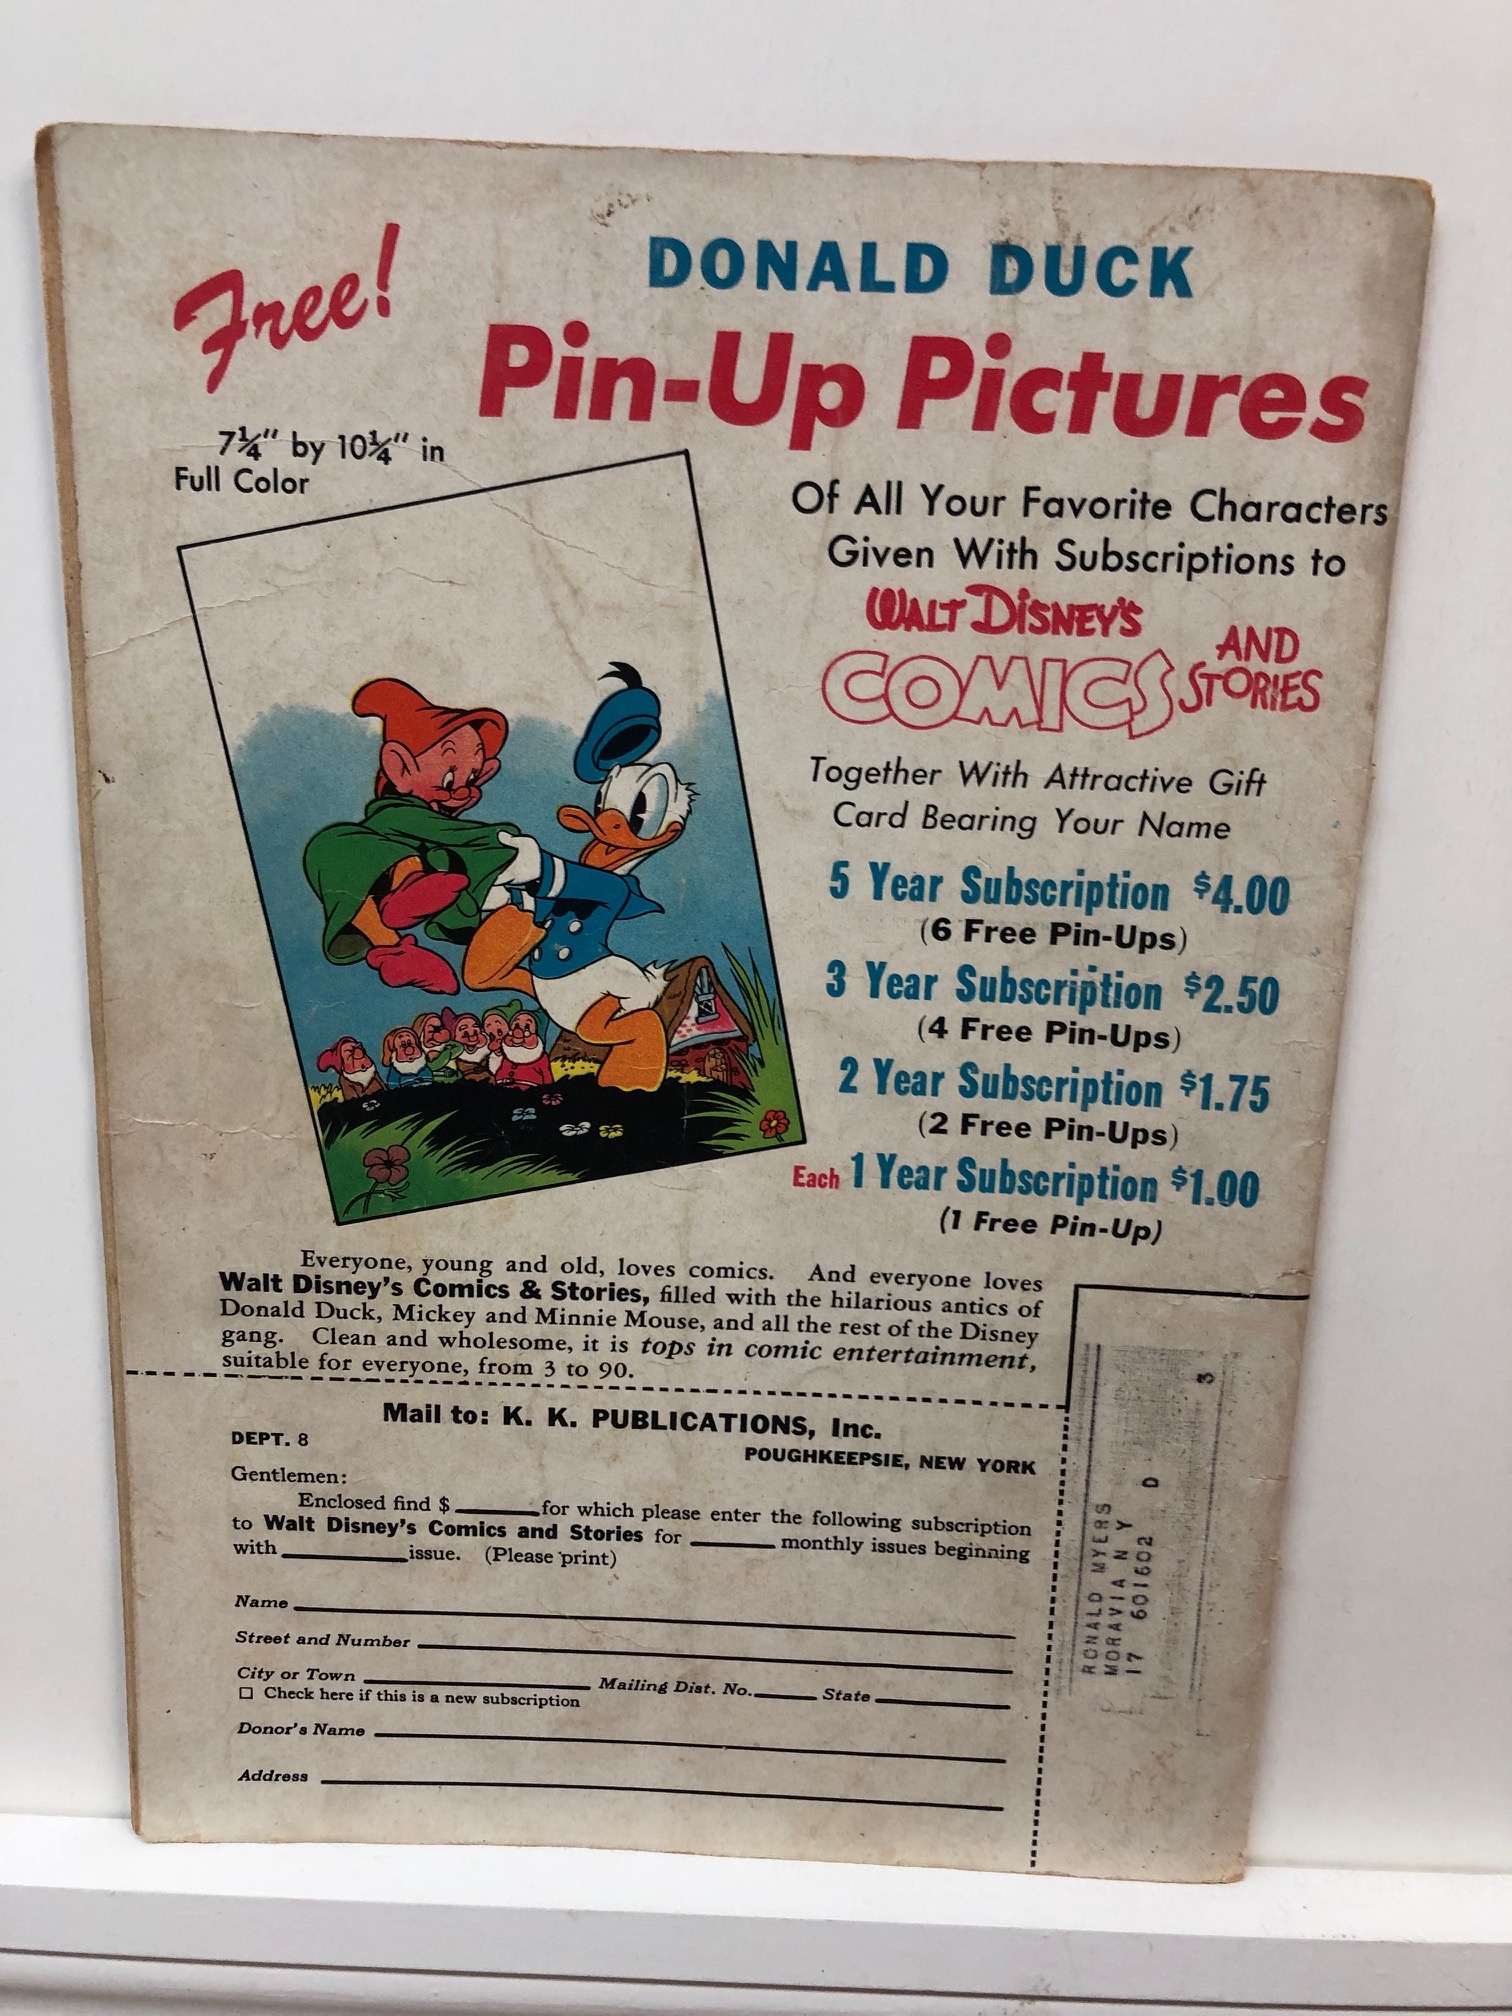 Free!
DONALD DUCK
Pin-Up Pictures
7¼" by 10¼" in
Full Color
Of All Your Favorite Characters
Given With Subscriptions to
WALT DISNEY'S
COMICS AND
STORIES
Together With Attractive Gift
Card Bearing Your Name
5 Year Subscription $4.00
(6 Free Pin-Ups)
3 Year Subscription $2.50
(4 Free Pin-Ups)
2 Year Subscription $1.75
(2 Free Pin-Ups)
Each 1 Year Subscription $1.00
(1 Free Pin-Up)
Everyone, young and old, loves comics. And everyone loves
Walt Disney's Comics & Stories, filled with the hilarious antics of
Donald Duck, Mickey and Minnie Mouse, and all the rest of the Disney
gang. Clean and wholesome, it is tops in comic entertainment,
suitable for everyone, from 3 to 90.
Mail to: K. K. PUBLICATIONS, Inc.
DEPT. 8
POUGHKEEPSIE, NEW YORK
Gentlemen:
Enclosed find $ ______ for which please enter the following subscription
to Walt Disney's Comics and Stories for ______ monthly issues beginning
with ______ issue. (Please print)
Name
Street and Number
City or Town ______ Mailing Dist. No. ______ State ______
☐ Check here if this is a new subscription
Donor's Name
Address
3
RONALD MYERS
MORAVIA N Y
17 601602 D